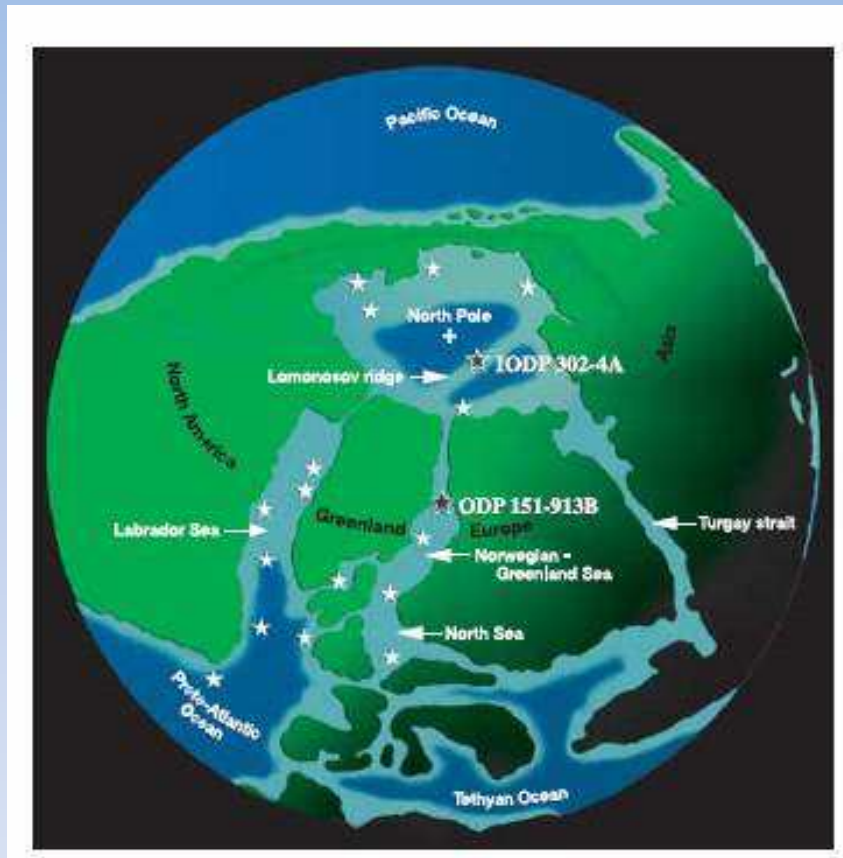 Pacific Ocean
North Pole
Lomonosov ridge
IODP 302-4A
Asia
North America
ODP 151-913B
Greenland
Europe
Labrador Sea
Turgay strait
Norwegian -
Greenland Sea
North Sea
Proto-Atlantic
Ocean
Tethyan Ocean